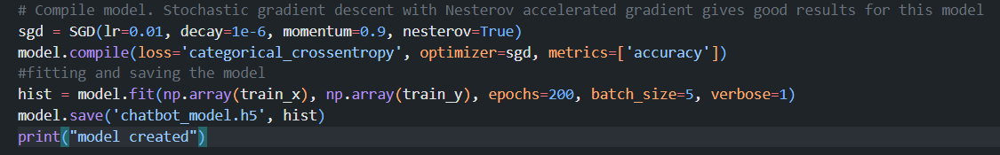 # Compile model. Stochastic gradient descent with Nesterov accelerated gradient gives good results for this model
sgd = SGD(lr=0.01, decay=1e-6, momentum=0.9, nesterov=True)
model.compile(loss='categorical_crossentropy', optimizer=sgd, metrics=['accuracy'])
#fitting and saving the model
hist = model.fit(np.array(train_x), np.array(train_y), epochs=200, batch_size=5, verbose=1)
model.save('chatbot_model.h5', hist)
print("model created")